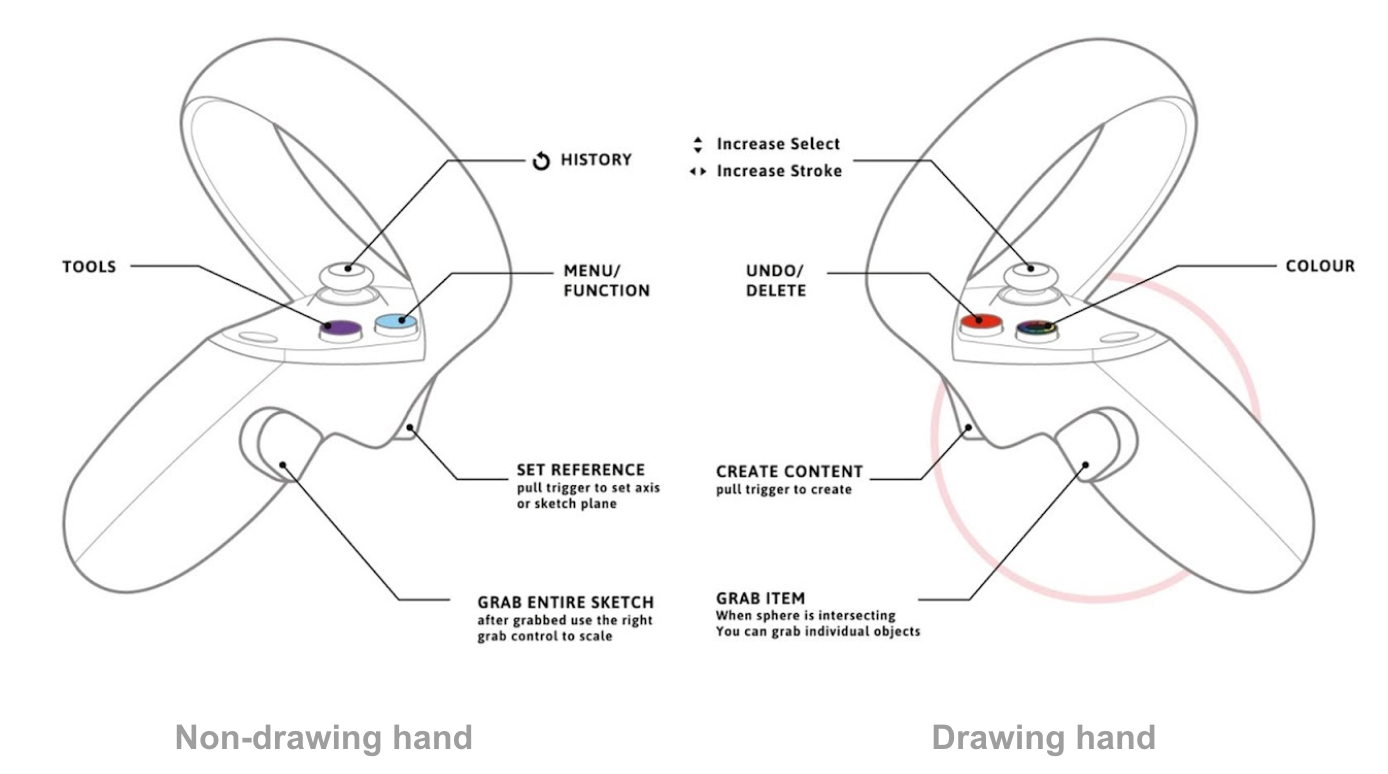 HISTORY
Increase Select
Increase Stroke
TOOLS
MENU/
FUNCTION
UNDO/
DELETE
COLOUR
SET REFERENCE
pull trigger to set axis
or sketch plane
CREATE CONTENT
pull trigger to create
GRAB ENTIRE SKETCH
after grabbed use the right
grab control to scale
GRAB ITEM
When sphere is intersecting
You can grab individual objects
Non-drawing hand
Drawing hand